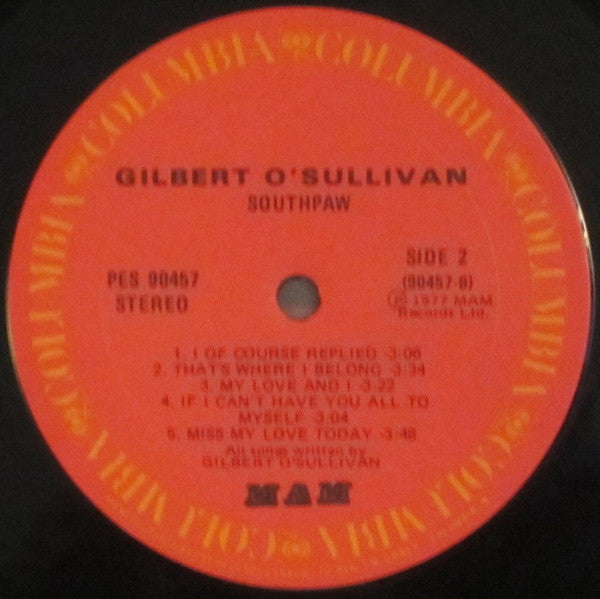 COLUMBIA COLUMBIA COLUMBIA COLUMBIA COLUMBIA COLUMBIA
GILBERT O'SULLIVAN
SOUTHPAW
PES 90457
STEREO
SIDE 2
(90457-B)
Ⓟ 1977 MAM
Records Ltd.
1. I OF COURSE REPLIED -3:06
2. THAT'S WHERE I BELONG -3:34
3. MY LOVE AND I -3:22
4. IF I CAN'T HAVE YOU ALL TO
MYSELF -3:04
5. MISS MY LOVE TODAY -3:48
All songs written by
GILBERT O'SULLIVAN
MAM